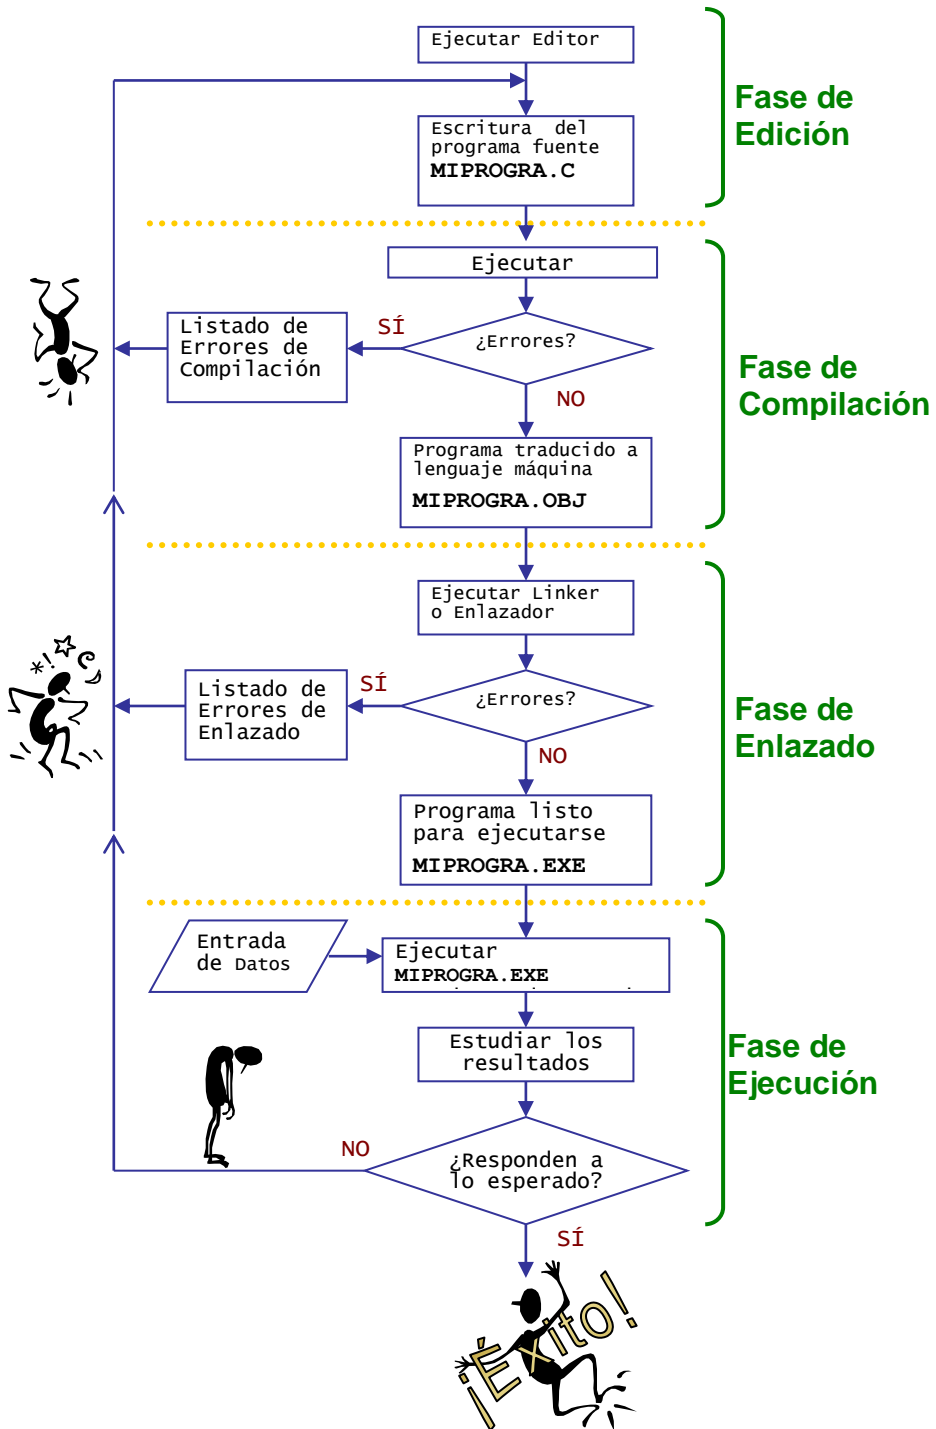 Ejecutar Editor
Fase de
Edición
Escritura del
programa fuente
MIPROGRA.C
Ejecutar
¿Errores?
SÍ
Listado de
Errores de
Compilación
NO
Fase de
Compilación
Programa traducido a
lenguaje máquina
MIPROGRA.OBJ
Ejecutar Linker
o Enlazador
¿Errores?
SÍ
Listado de
Errores de
Enlazado
NO
Fase de
Enlazado
Programa listo
para ejecutarse
MIPROGRA.EXE
Entrada
de Datos
Ejecutar
MIPROGRA.EXE
Estudiar los
resultados
Fase de
Ejecución
NO
¿Responden a
lo esperado?
SÍ
¡Éxito!
*!